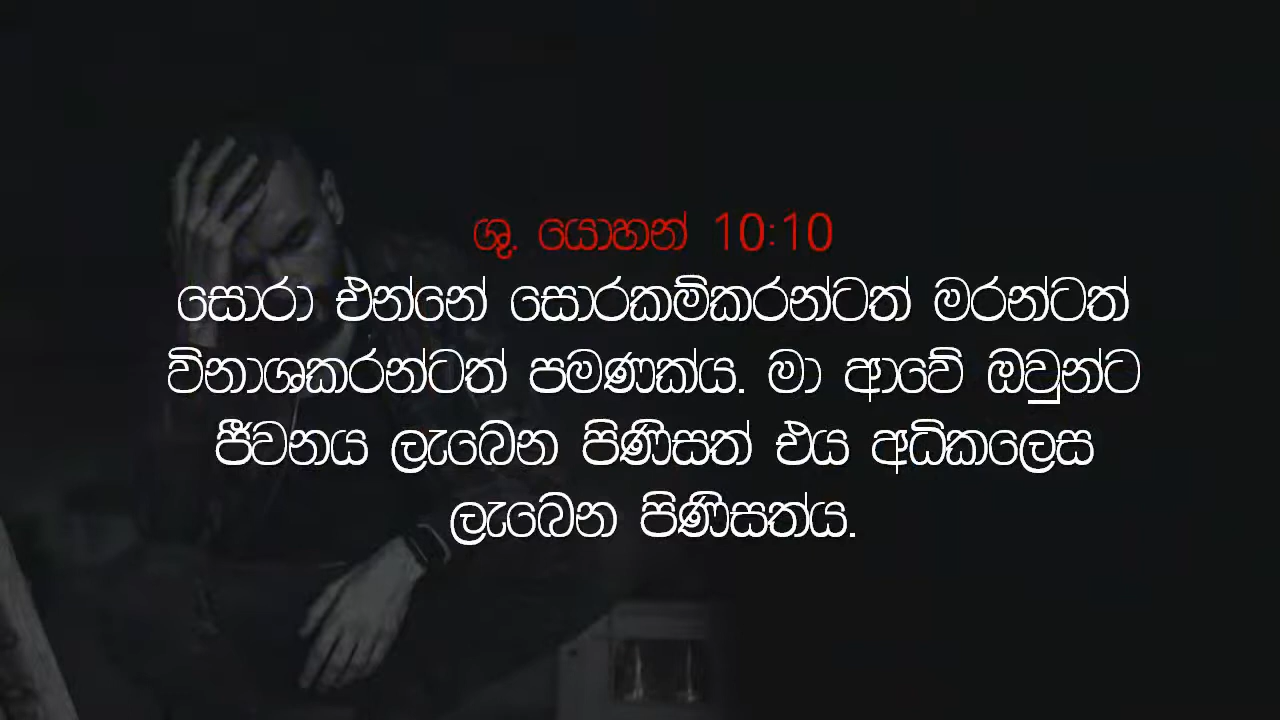 ශු. යොහන් 10:10
සොරා එන්නේ සොරකම්කරන්ටත් මරන්ටත්
විනාශකරන්ටත් පමණක්ය. මා ආවේ ඔවුන්ට
ජීවනය ලැබෙන පිණිසත් එය අධිකලෙස
ලැබෙන පිණිසත්ය.